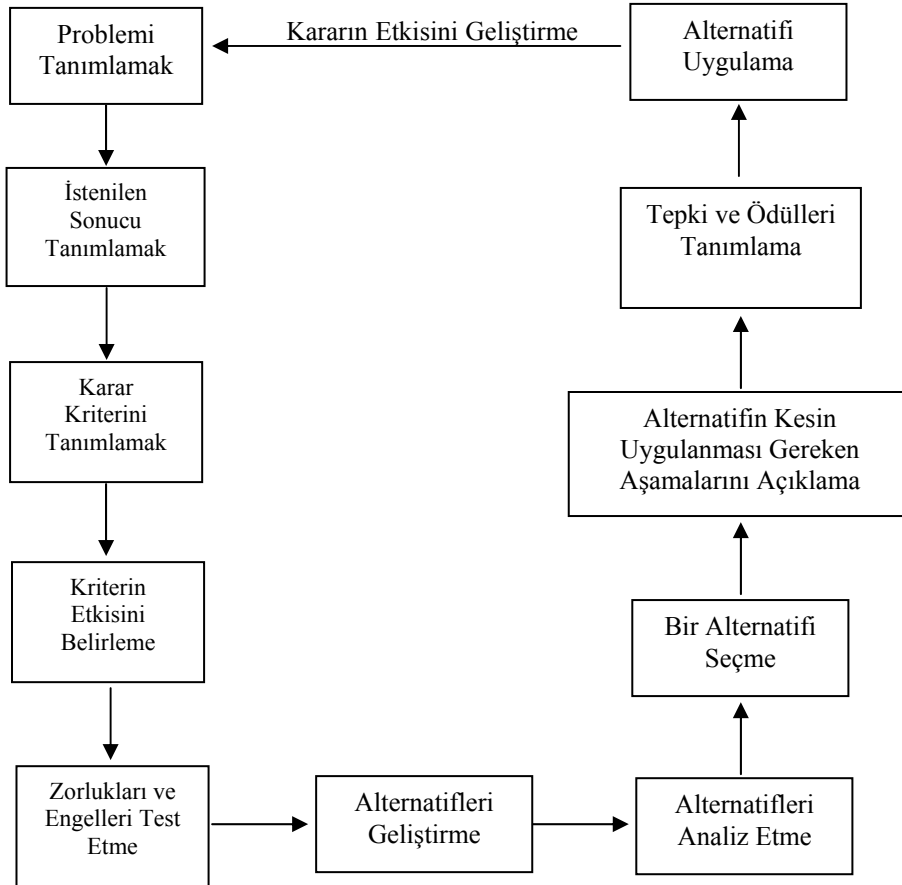 Problemi
Tanımlamak
Kararın Etkisini Geliştirme
Alternatifi
Uygulama
İstenilen
Sonucu
Tanımlamak
Tepki ve Ödülleri
Tanımlama
Karar
Kriterini
Tanımlamak
Alternatifin Kesin
Uygulanması Gereken
Aşamalarını Açıklama
Kriterin
Etkisini
Belirleme
Bir Alternatifi
Seçme
Zorlukları ve
Engelleri Test
Etme
Alternatifleri
Geliştirme
Alternatifleri
Analiz Etme